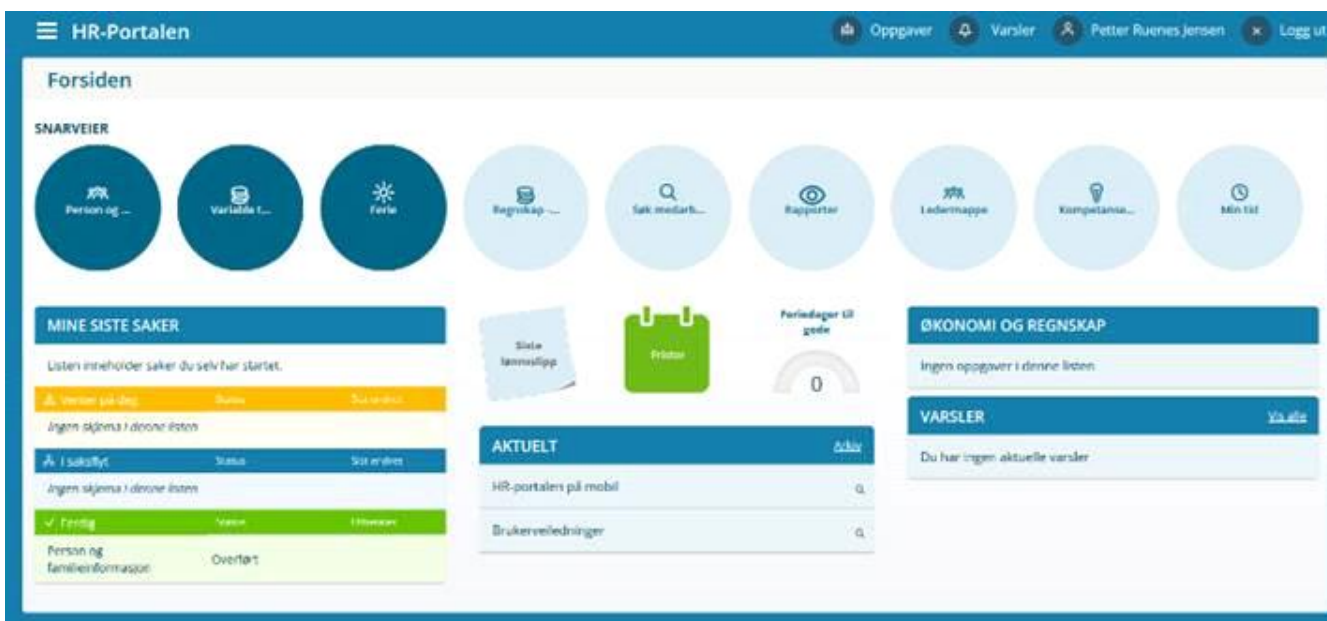 HR-Portalen
Oppgaver
Varsler
Petter Ruenes Jensen
Logg ut
Forsiden
SNARVEIER
Person og ...
Variable t...
Ferie
Regnskap -...
Søk medarb...
Rapporter
Ledermappe
Kompetanse...
Min tid
MINE SISTE SAKER
Listen inneholder saker du selv har startet.
Venter på deg Status Sist endret
Ingen skjema i denne listen
I saksflyt Status Sist endret
Ingen skjema i denne listen
Ferdig Status
Person og
familieinformasjon
Overført
Siste
lønnsslipp
Frister
Feriedager til
gode
0
AKTUELT Arkiv
HR-portalen på mobil
Brukerveiledninger
ØKONOMI OG REGNSKAP
Ingen oppgaver i denne listen
VARSLER Vis alle
Du har ingen aktuelle varsler